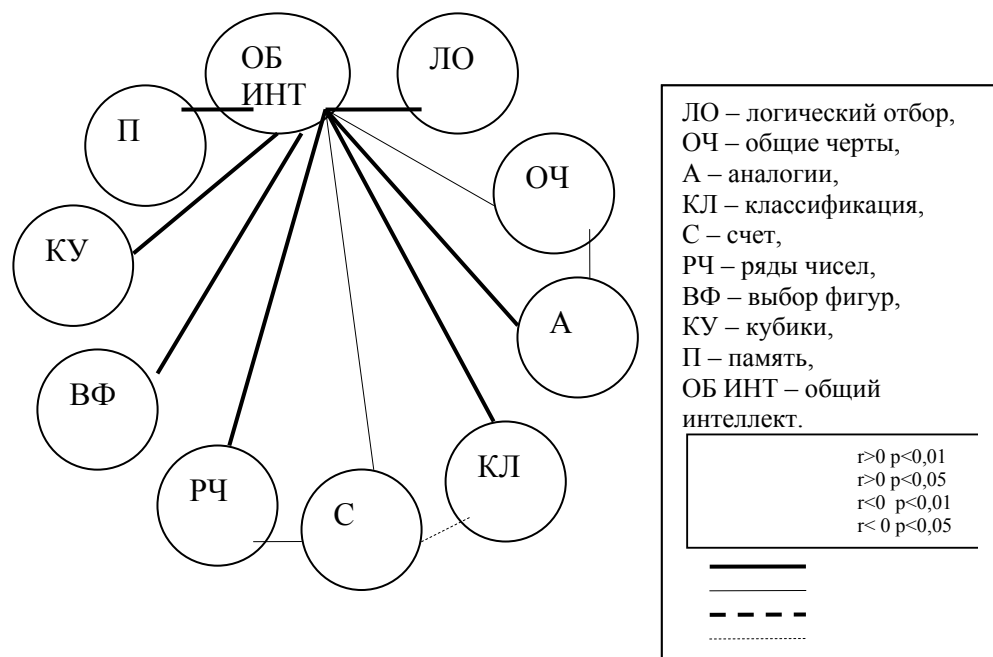 ОБ
ИНТ
ЛО
П
ОЧ
КУ
А
ВФ
РЧ
С
КЛ
ЛО – логический отбор,
ОЧ – общие черты,
А – аналогии,
КЛ – классификация,
С – счет,
РЧ – ряды чисел,
ВФ – выбор фигур,
КУ – кубики,
П – память,
ОБ ИНТ – общий
интеллект.
r>0 p<0,01
r>0 p<0,05
r<0 p<0,01
r< 0 p<0,05